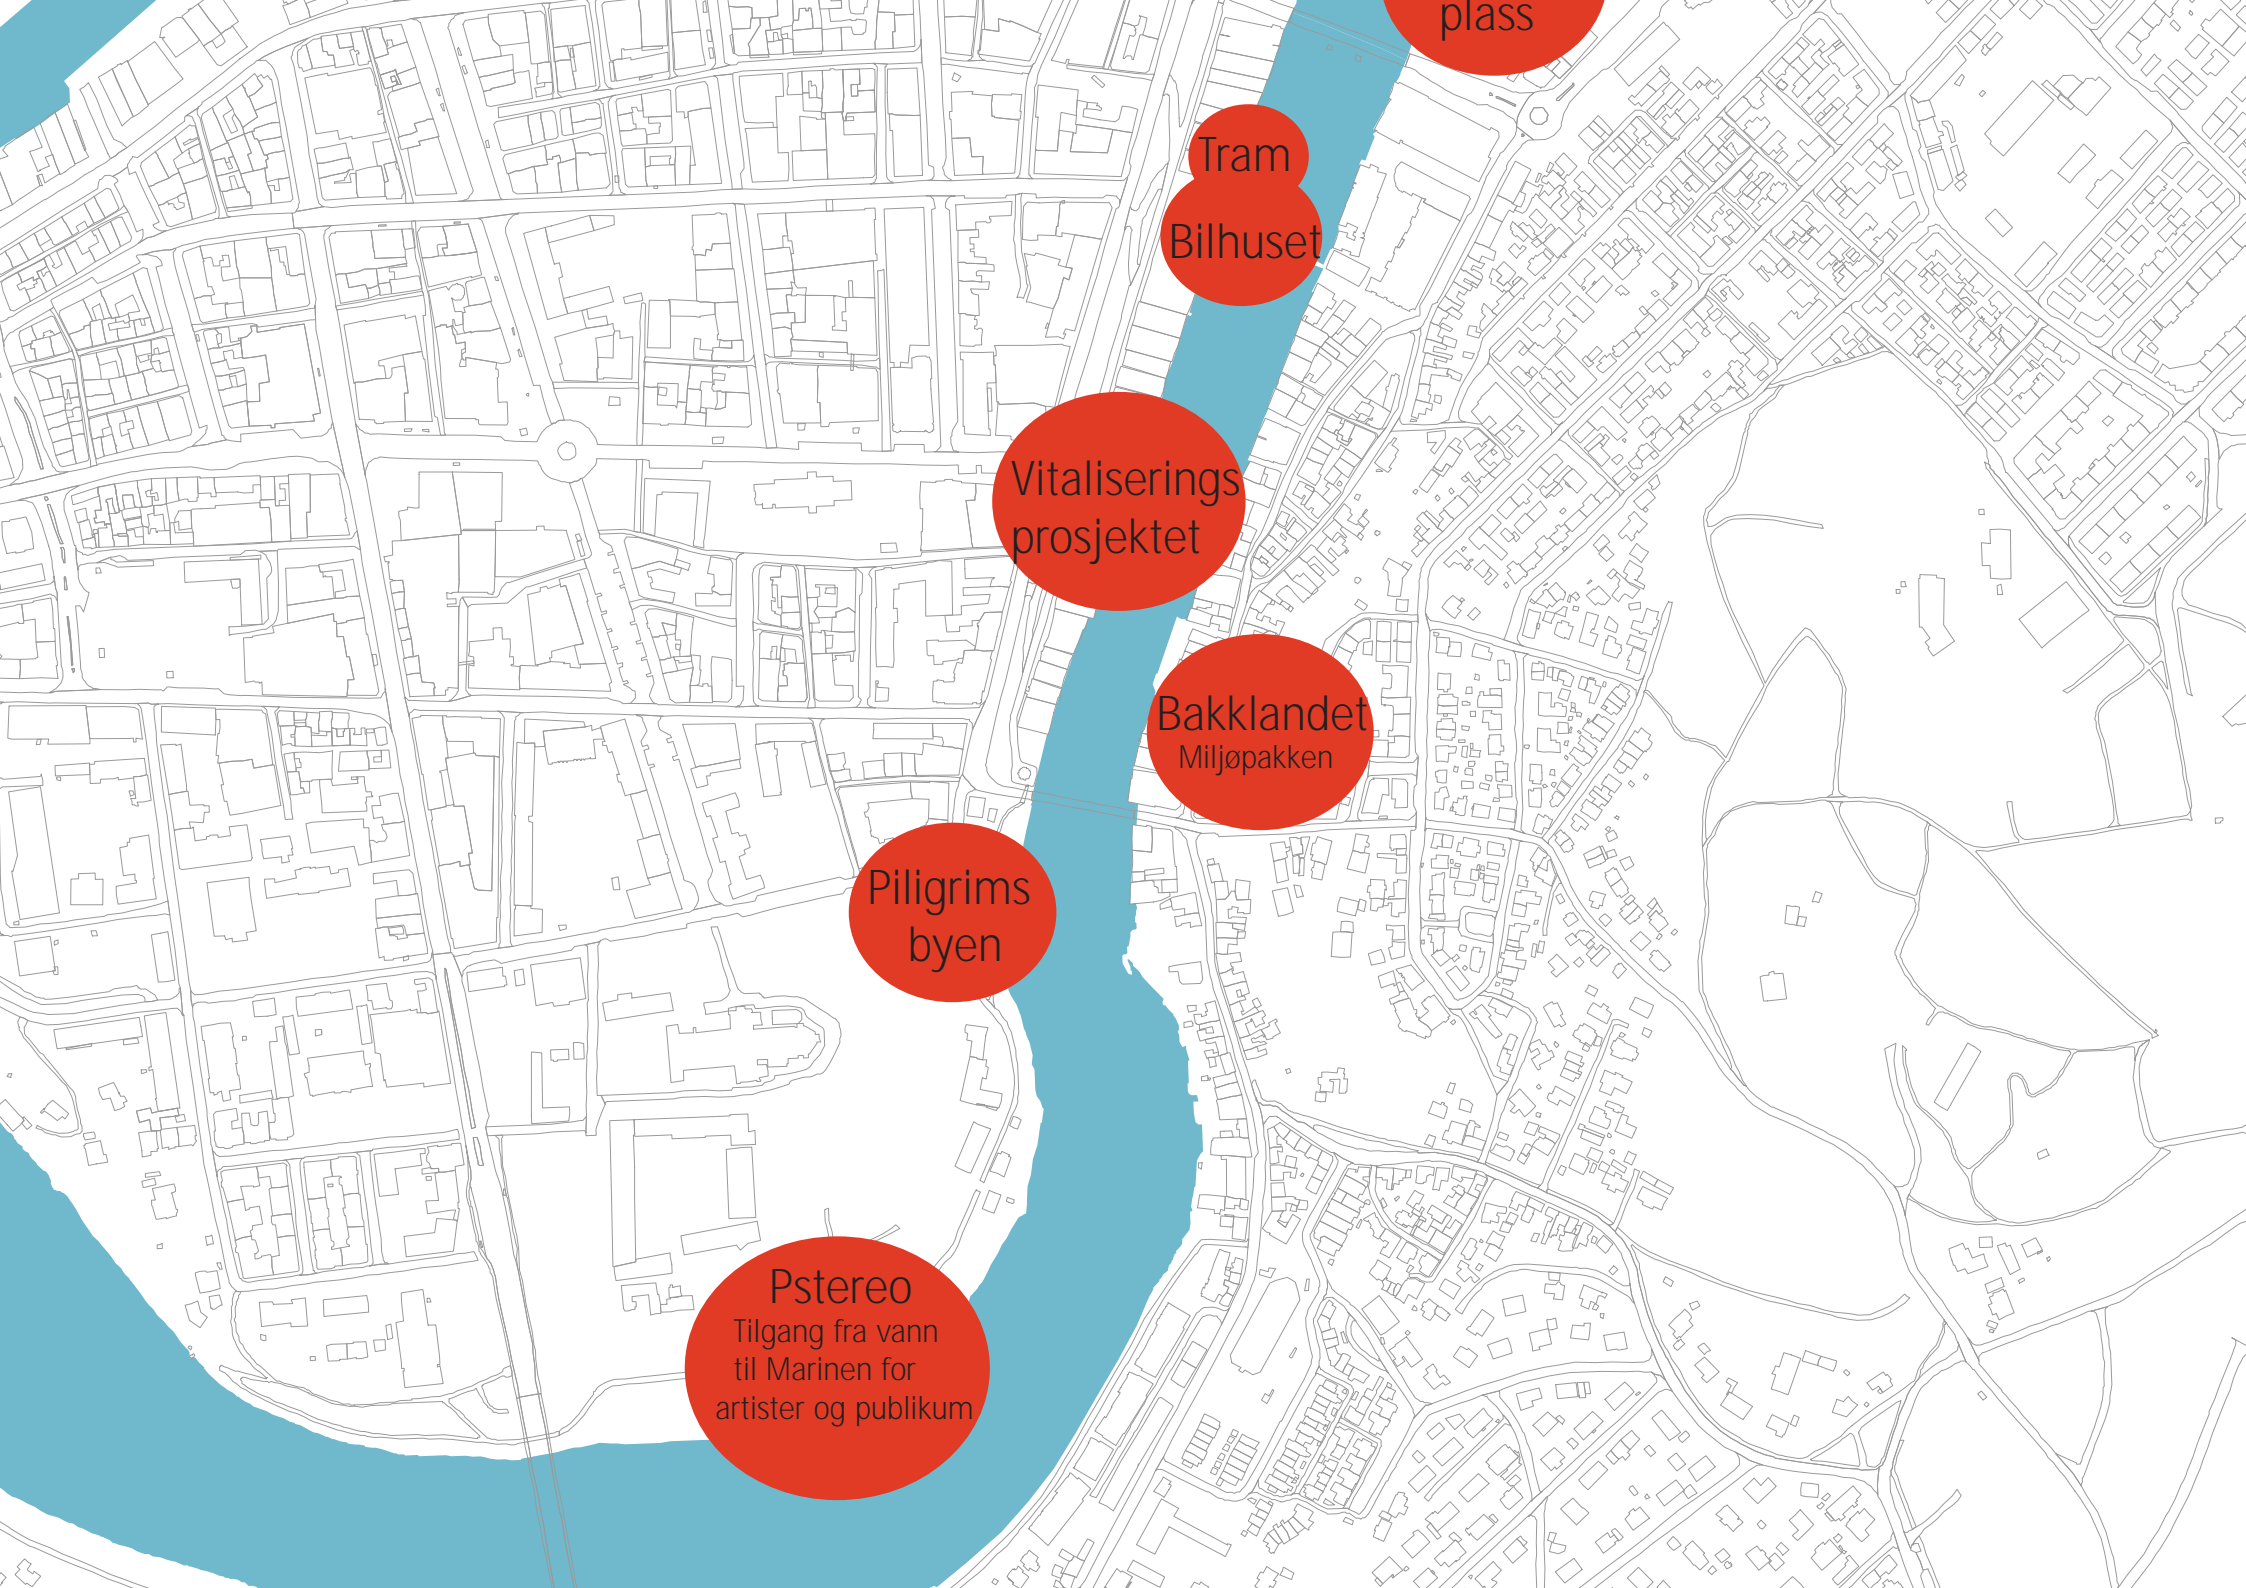 plass
Tram
Bilhuset
Vitaliserings
prosjektet
Bakklandet
Miljøpakken
Piligrims
byen
Pstereo
Tilgang fra vann
til Marinen for
artister og publikum